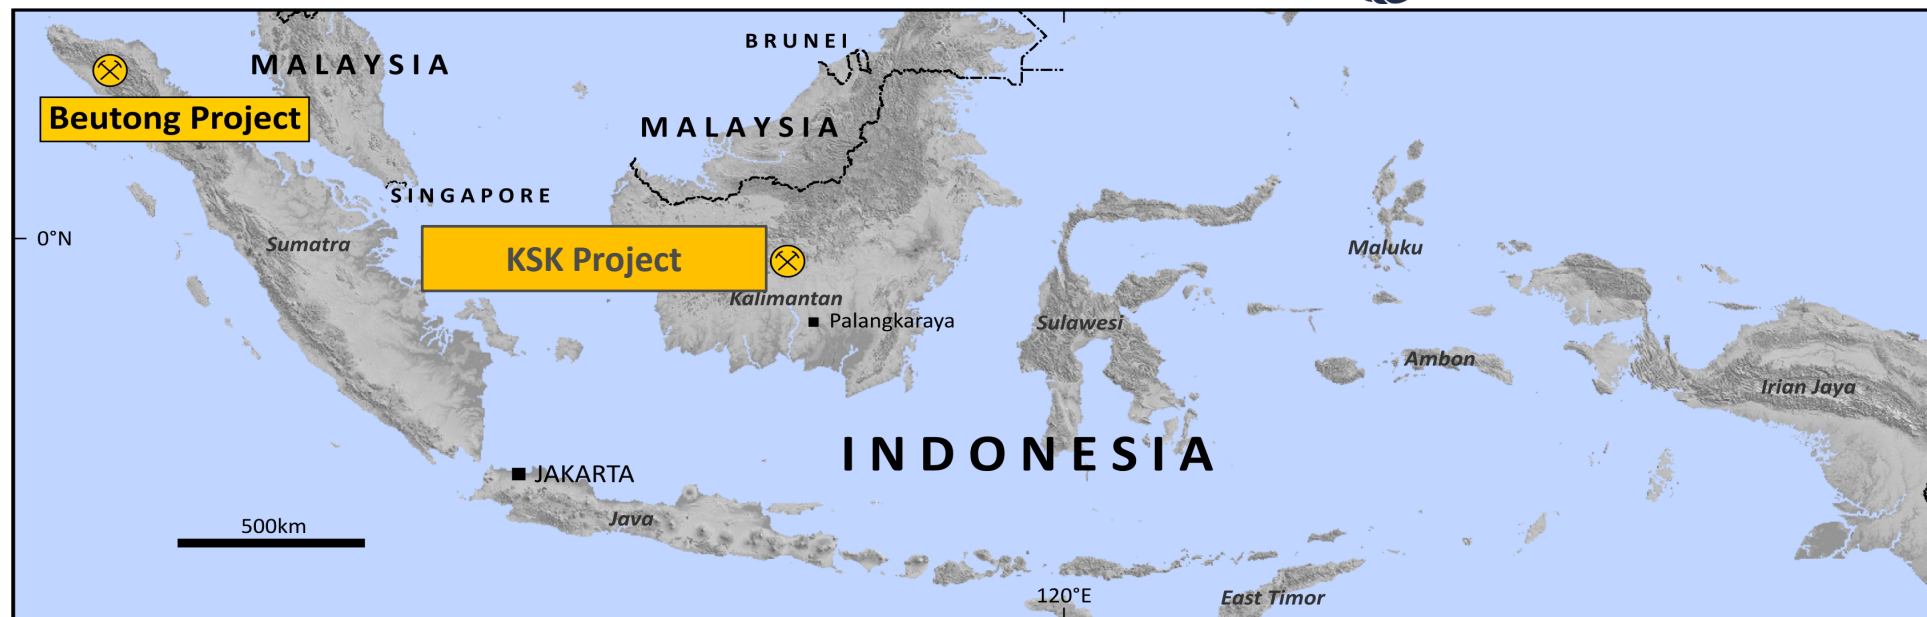 BRUNEI
MALAYSIA
Beutong Project
MALAYSIA
SINGAPORE
0°N
Sumatra
KSK Project
Maluku
Kalimantan
Palangkaraya
Sulawesi
Ambon
Irian Jaya
INDONESIA
JAKARTA
Java
500km
120°E
East Timor